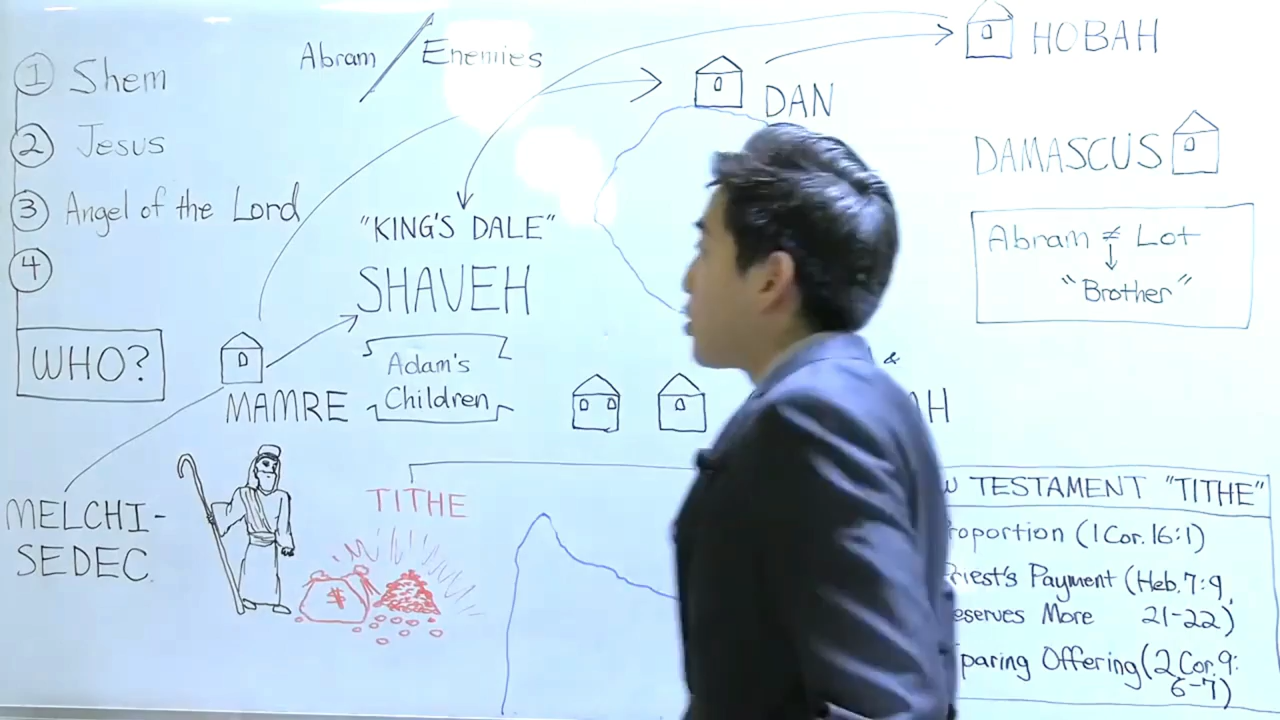 1 Shem
2 Jesus
3 Angel of the Lord
4
WHO?
Abram / Enemies
"KING'S DALE"
SHAVEH
Adam's
Children
MAMRE
MELCHI-
SEDEC
TITHE
$
DAN
HOBAH
DAMASCUS
Abram ≠ Lot
"Brother"
&
AH
TESTAMENT "TITHE"
roportion (1 Cor. 16:1)
riest's Payment (Heb. 7:9,
eserves More 21-22)
paring Offering (2 Cor. 9:
6-7)